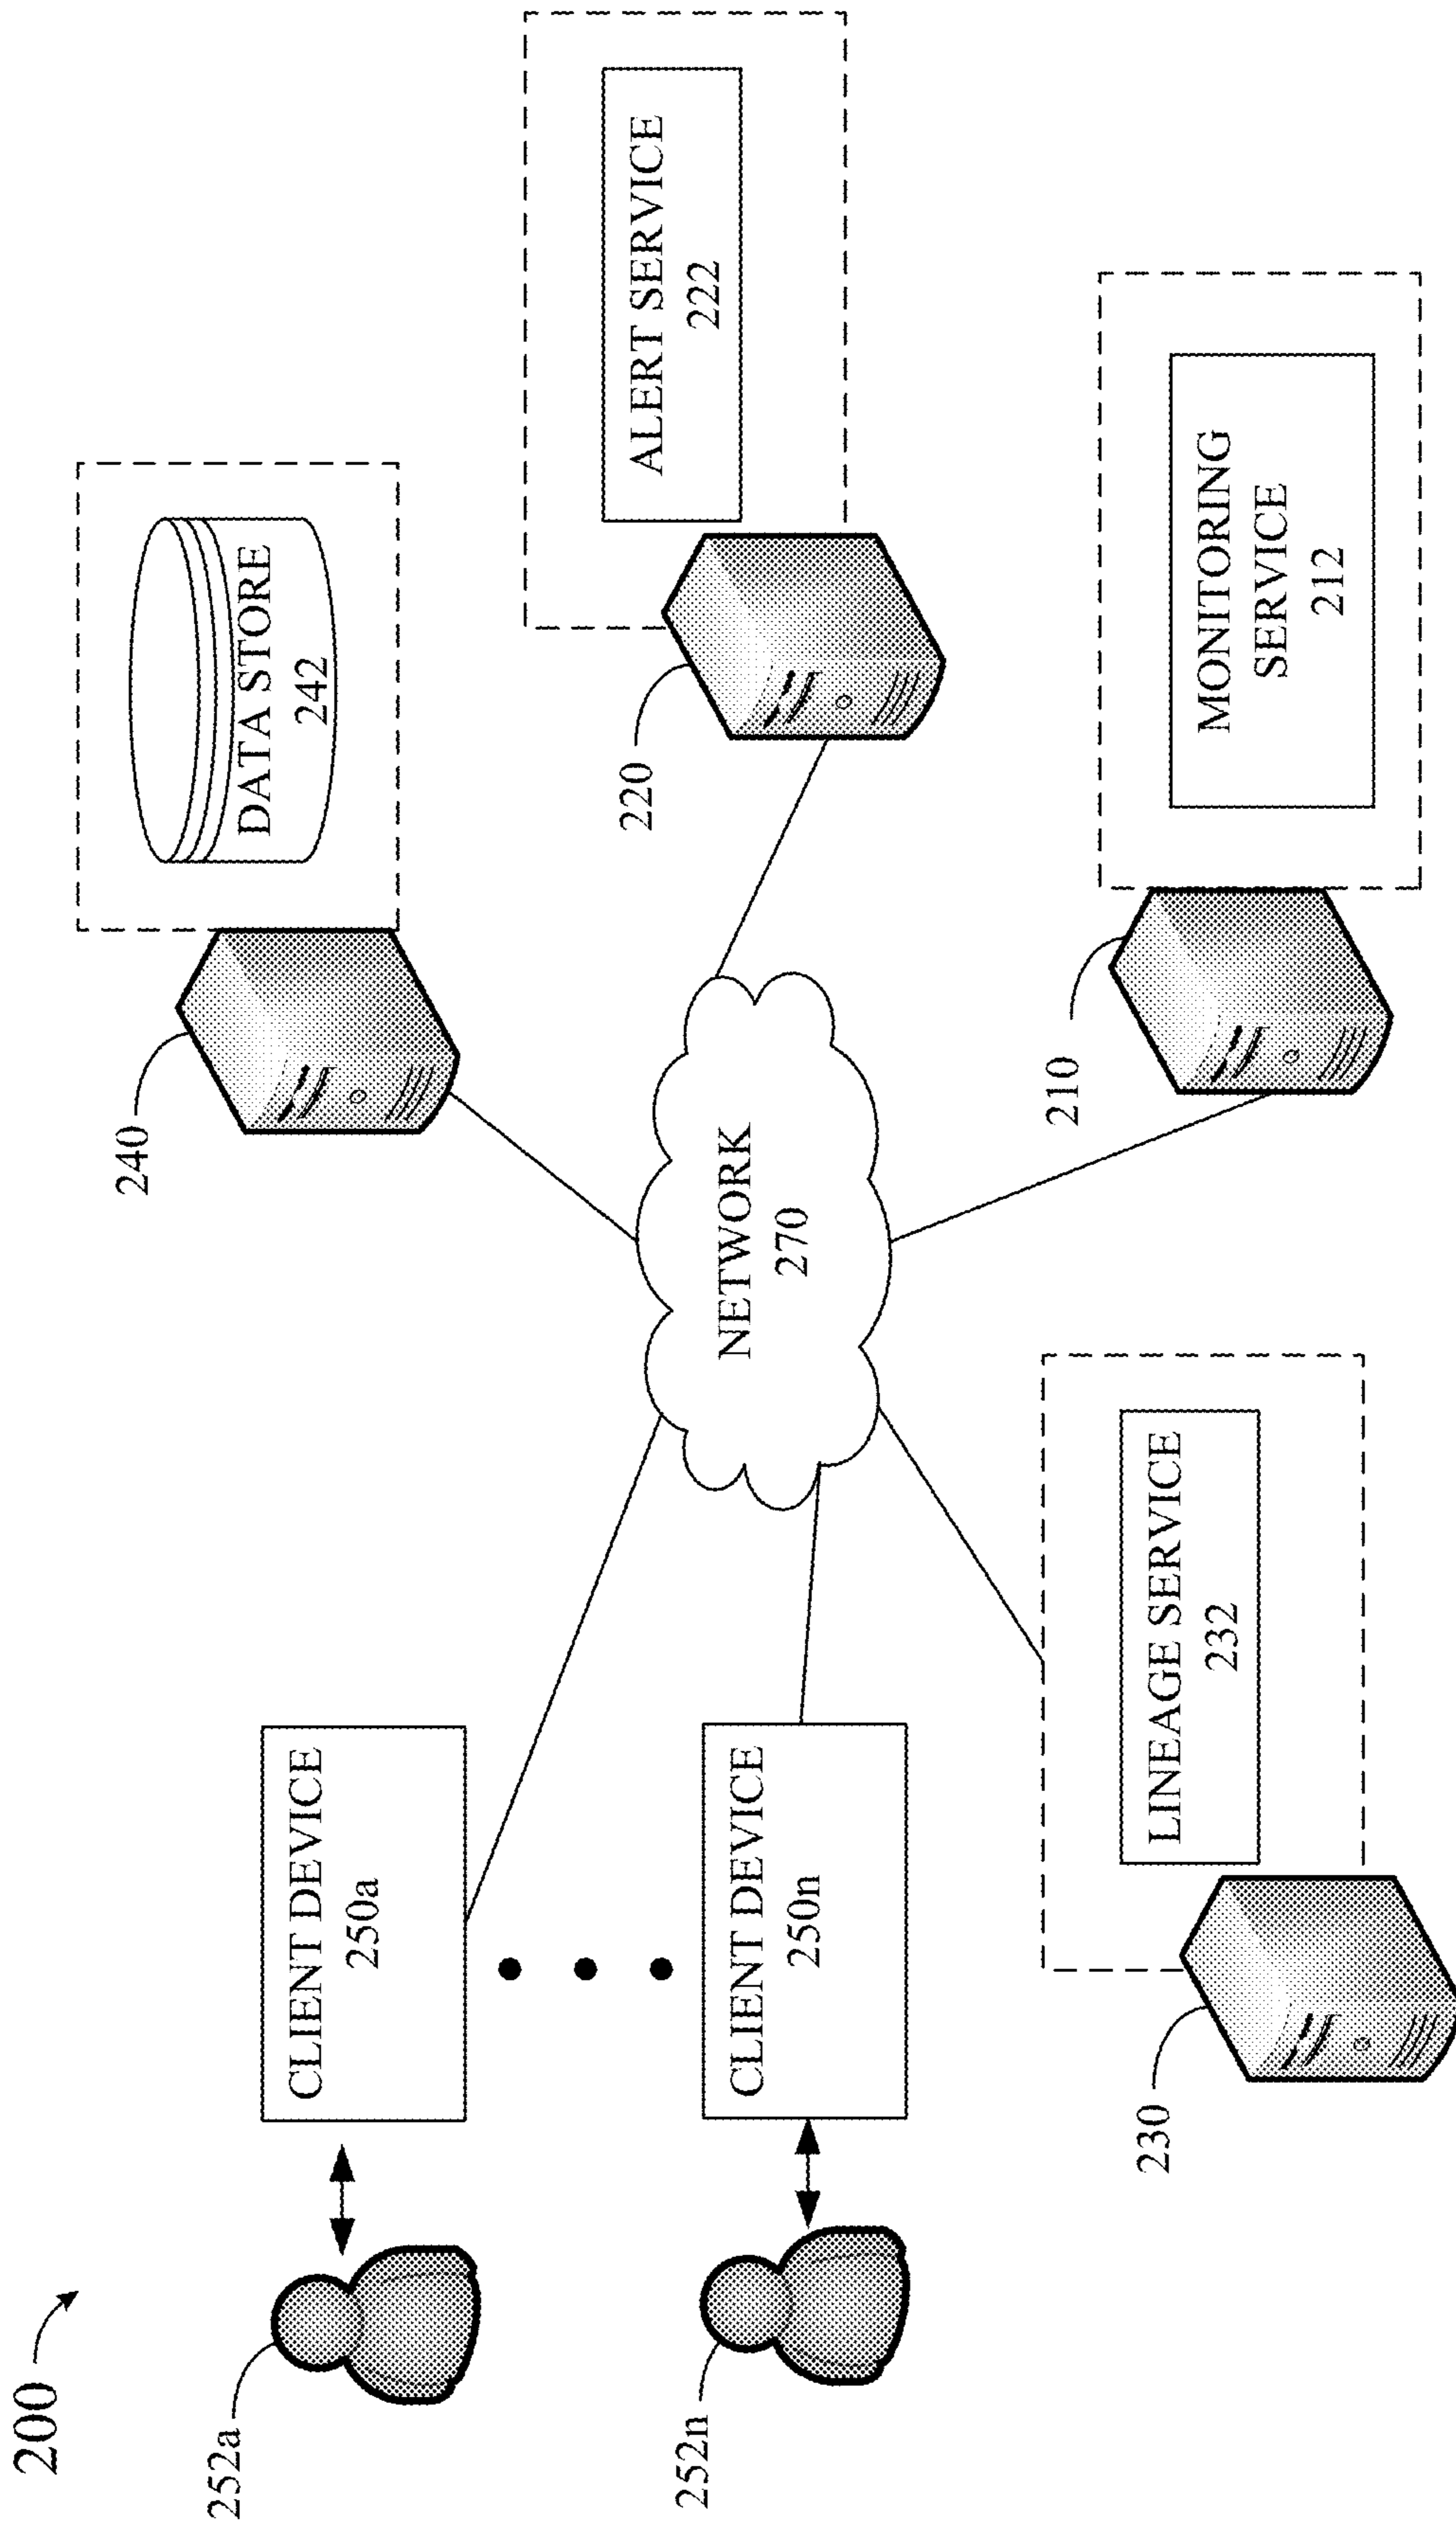 200
252a
CLIENT DEVICE
250a
240
DATA STORE
242
252n
CLIENT DEVICE
250n
NETWORK
270
220
ALERT SERVICE
222
230
LINEAGE SERVICE
232
210
MONITORING
SERVICE
212